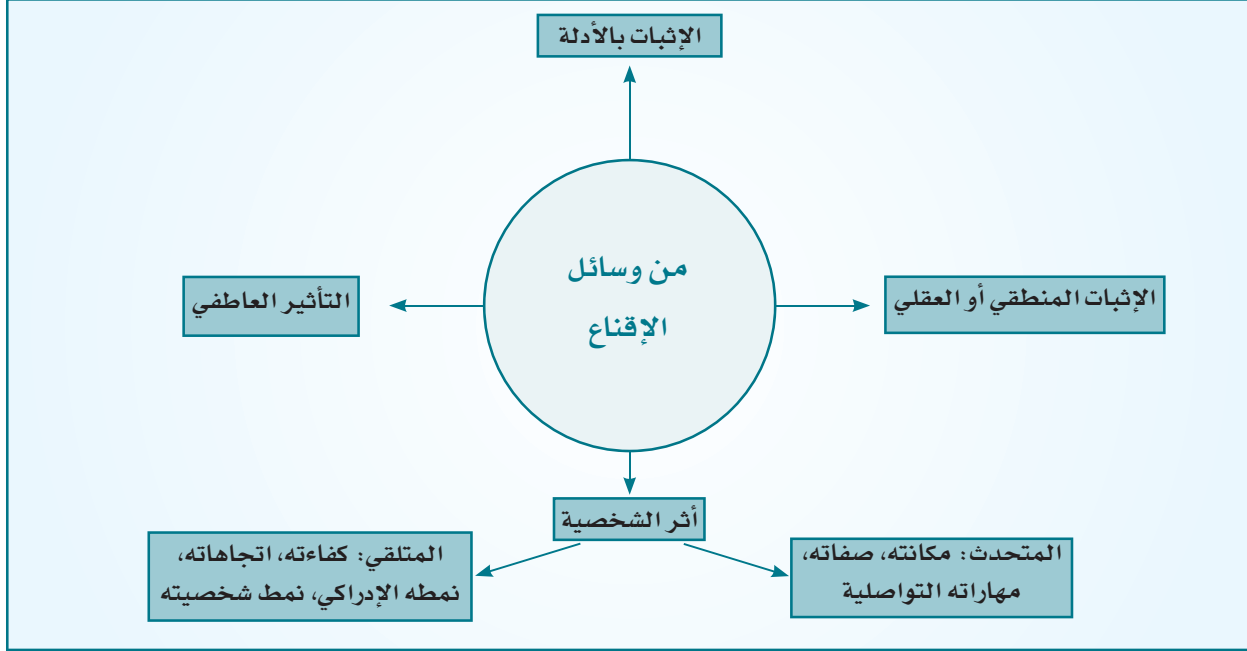 الإثبات بالأدلة
من وسائل
الإقناع
الإثبات المنطقي أو العقلي
التأثير العاطفي
أثر الشخصية
المتحدث: مكانته، صفاته،
مهاراته التواصلية
المتلقي: كفاءته، اتجاهاته،
نمطه الإدراكي، نمط شخصيته